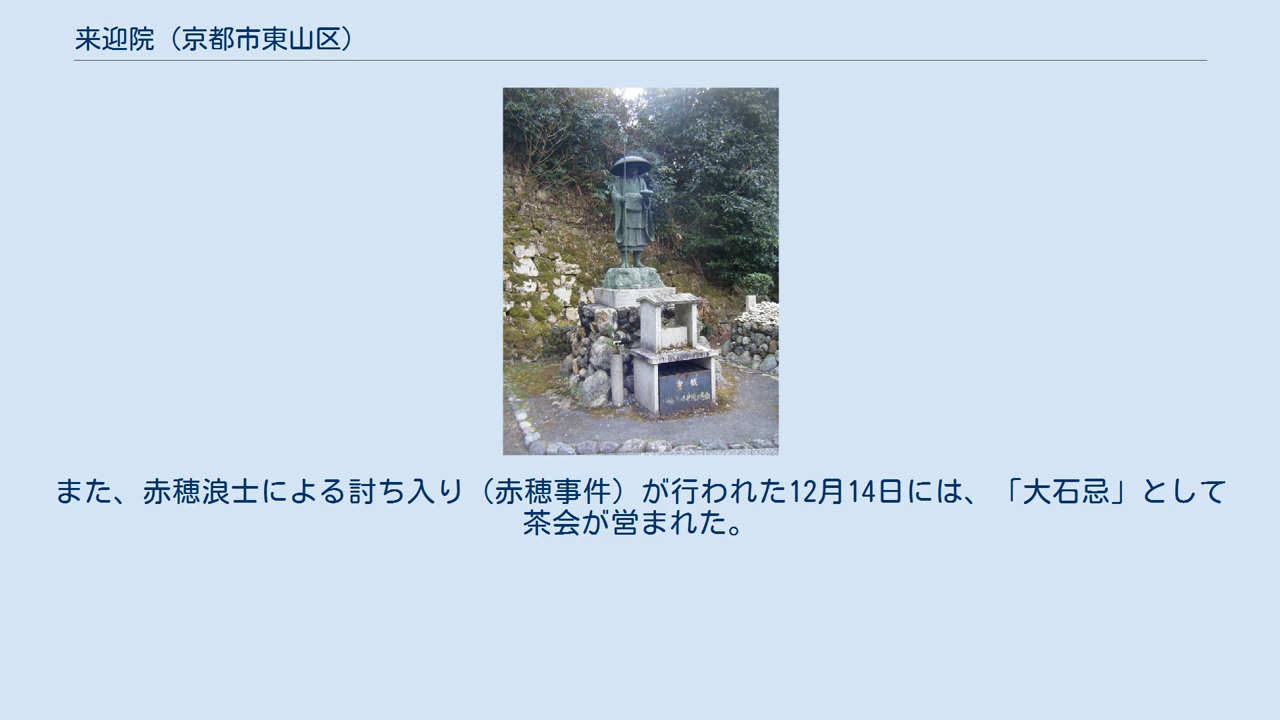 来迎院（京都市東山区）
また、赤穂浪士による討ち入り（赤穂事件）が行われた12月14日には、「大石忌」として
茶会が営まれた。